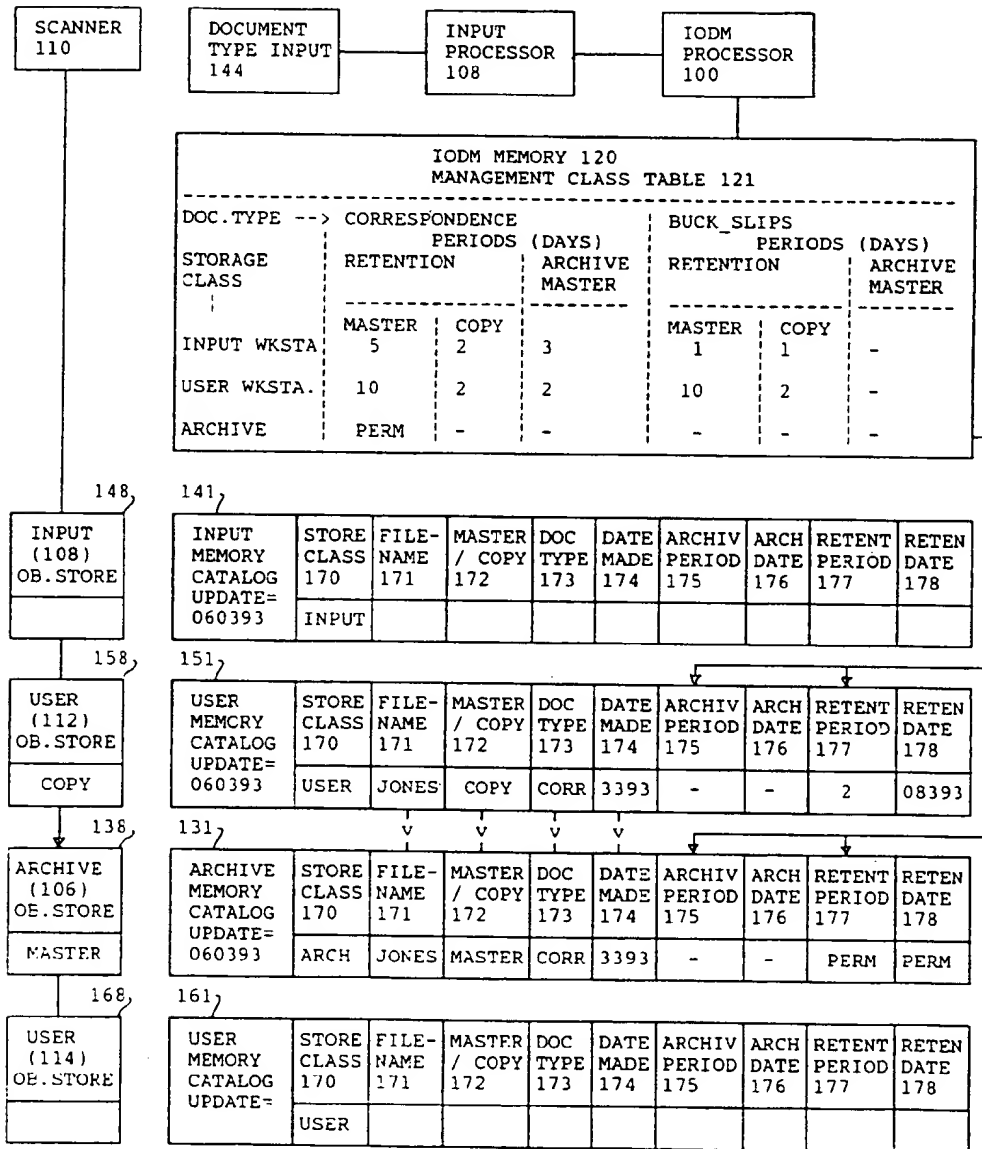 SCANNER
110
DOCUMENT
TYPE INPUT
144
INPUT
PROCESSOR
108
IODM
PROCESSOR
100
IODM MEMORY 120
MANAGEMENT CLASS TABLE 121
DOC.TYPE --> CORRESPONDENCE BUCK_SLIPS
PERIODS (DAYS) PERIODS (DAYS)
STORAGE RETENTION ARCHIVE RETENTION ARCHIVE
CLASS MASTER MASTER
MASTER COPY MASTER COPY
INPUT WKSTA 5 2 3 1 1 -
USER WKSTA. 10 2 2 10 2 -
ARCHIVE PERM - - - - -
148 141
INPUT
(108)
OB.STORE
INPUT STORE FILE- MASTER DOC DATE ARCHIV ARCH RETENT RETEN
MEMORY CLASS NAME / COPY TYPE MADE PERIOD DATE PERIOD DATE
CATALOG 170 171 172 173 174 175 176 177 178
UPDATE=
060393 INPUT
158 151
USER
(112)
OB.STORE
COPY
USER STORE FILE- MASTER DOC DATE ARCHIV ARCH RETENT RETEN
MEMCRY CLASS NAME / COPY TYPE MADE PERIOD DATE PERIOD DATE
CATALOG 170 171 172 173 174 175 176 177 178
UPDATE=
060393 USER JONES COPY CORR 3393 - - 2 08393
138 131
ARCHIVE
(106)
OB.STORE
MASTER
ARCHIVE STORE FILE- MASTER DOC DATE ARCHIV ARCH RETENT RETEN
MEMORY CLASS NAME / COPY TYPE MADE PERIOD DATE PERIOD DATE
CATALOG 170 171 172 173 174 175 176 177 178
UPDATE=
060393 ARCH JONES MASTER CORR 3393 - - PERM PERM
168 161
USER
(114)
OB.STORE
USER STORE FILE- MASTER DOC DATE ARCHIV ARCH RETENT RETEN
MEMORY CLASS NAME / COPY TYPE MADE PERIOD DATE PERIOD DATE
CATALOG 170 171 172 173 174 175 176 177 178
UPDATE=
USER